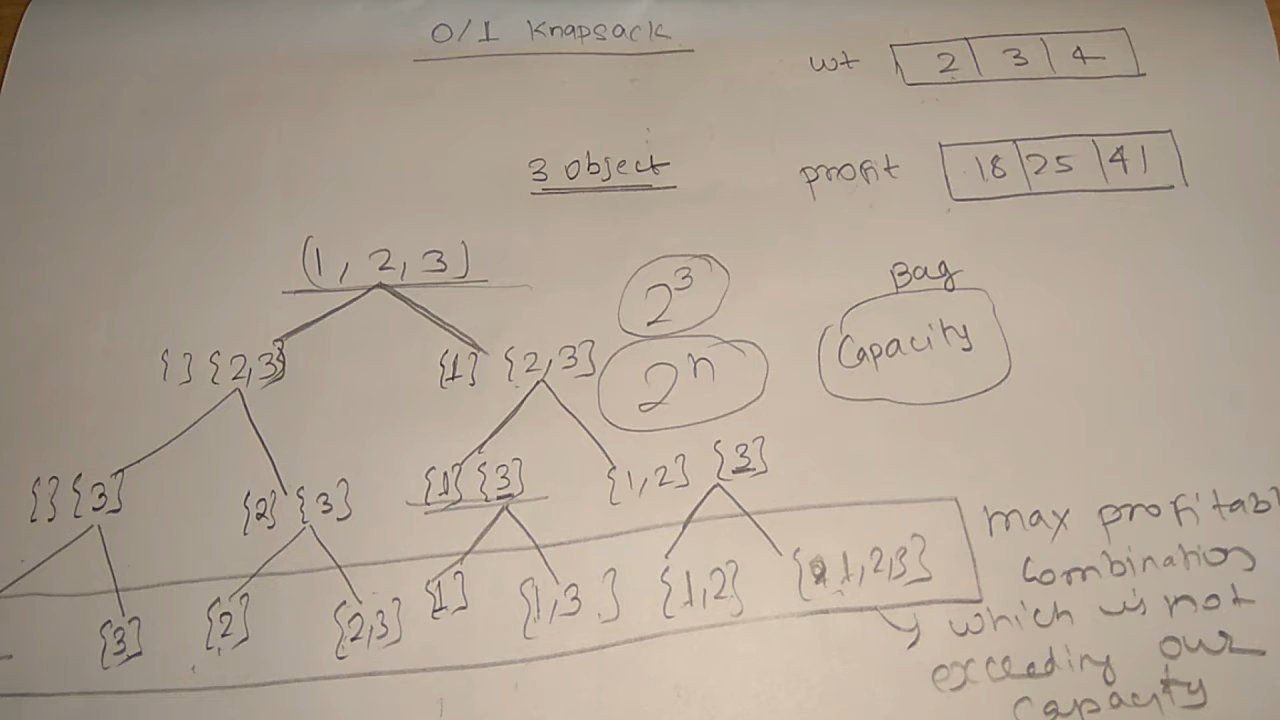 0/1 Knapsack
wt 2 3 4
3 object
profit 18 25 41
(1, 2, 3)
2^3
Bag
Capacity
{} {2,3}
{1} {2,3}
2^n
{} {3}
{2} {3}
{1} {3}
{1,2} {3}
{3}
{2}
{2,3}
{1}
{1,3}
{1,2}
{1,2,3}
max profitabl
combination
which is not
exceeding our
capacity